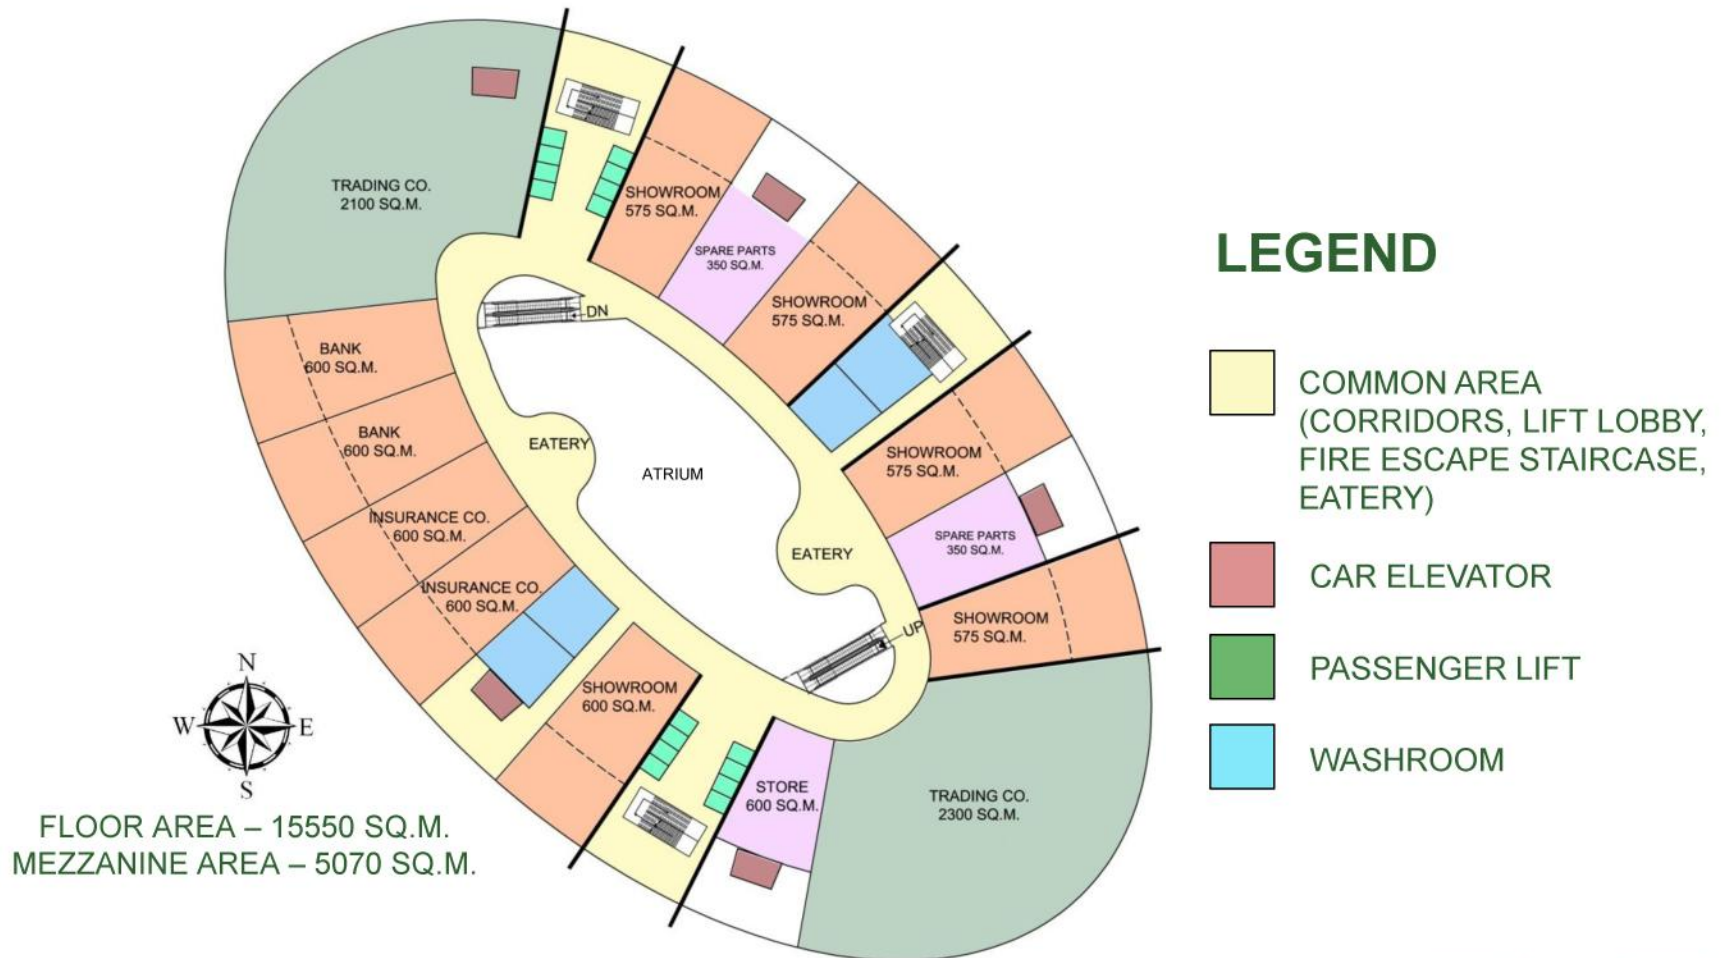 TRADING CO.
2100 SQ.M.
SHOWROOM
575 SQ.M.
SPARE PARTS
350 SQ.M.
SHOWROOM
575 SQ.M.
DN
BANK
600 SQ.M.
BANK
600 SQ.M.
EATERY
ATRIUM
SHOWROOM
575 SQ.M.
INSURANCE CO.
600 SQ.M.
SPARE PARTS
350 SQ.M.
EATERY
INSURANCE CO.
600 SQ.M.
SHOWROOM
575 SQ.M.
UP
SHOWROOM
600 SQ.M.
STORE
600 SQ.M.
TRADING CO.
2300 SQ.M.
N
W
E
S
FLOOR AREA – 15550 SQ.M.
MEZZANINE AREA – 5070 SQ.M.
LEGEND
COMMON AREA
(CORRIDORS, LIFT LOBBY,
FIRE ESCAPE STAIRCASE,
EATERY)
CAR ELEVATOR
PASSENGER LIFT
WASHROOM